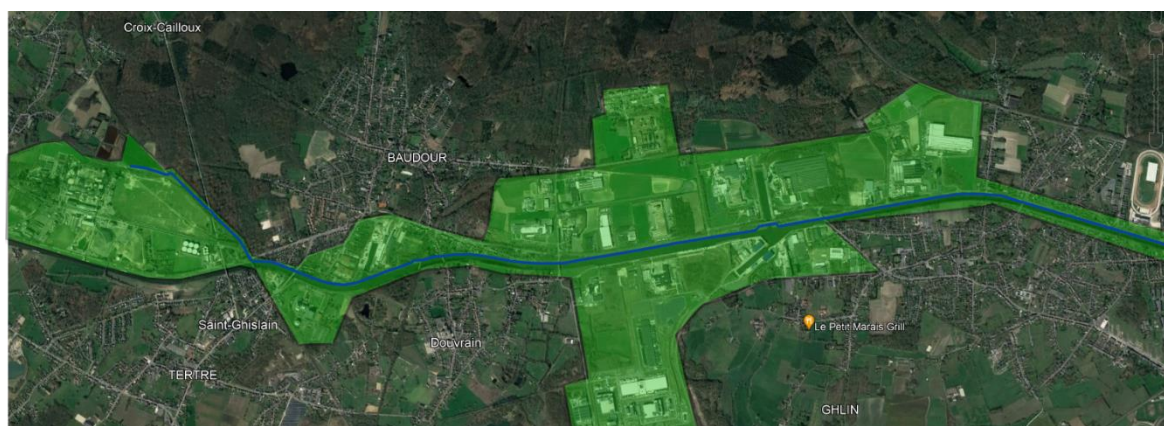 Croix-Cailloux
BAUDOUR
Saint-Ghislain
Douvrain
Le Petit Marais Grill
TERTRE
GHLIN